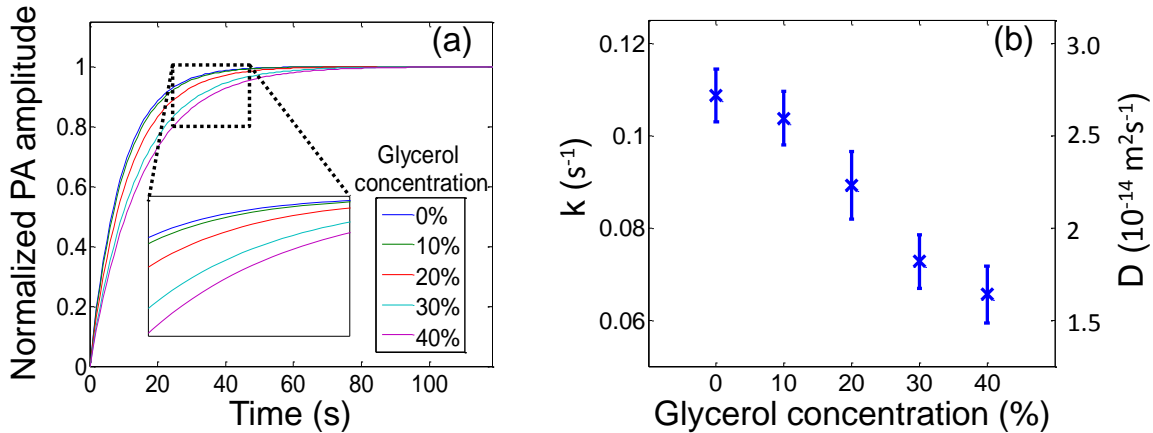 (a)
Normalized PA amplitude
1
0.8
0.6
0.4
0.2
0
0 20 40 60 80 100
Time (s)
Glycerol
concentration
0%
10%
20%
30%
40%
(b)
k (s⁻¹)
0.12
0.1
0.08
0.06
0 10 20 30 40
Glycerol concentration (%)
3.0
2.5
2
1.5
D (10⁻¹⁴ m²s⁻¹)